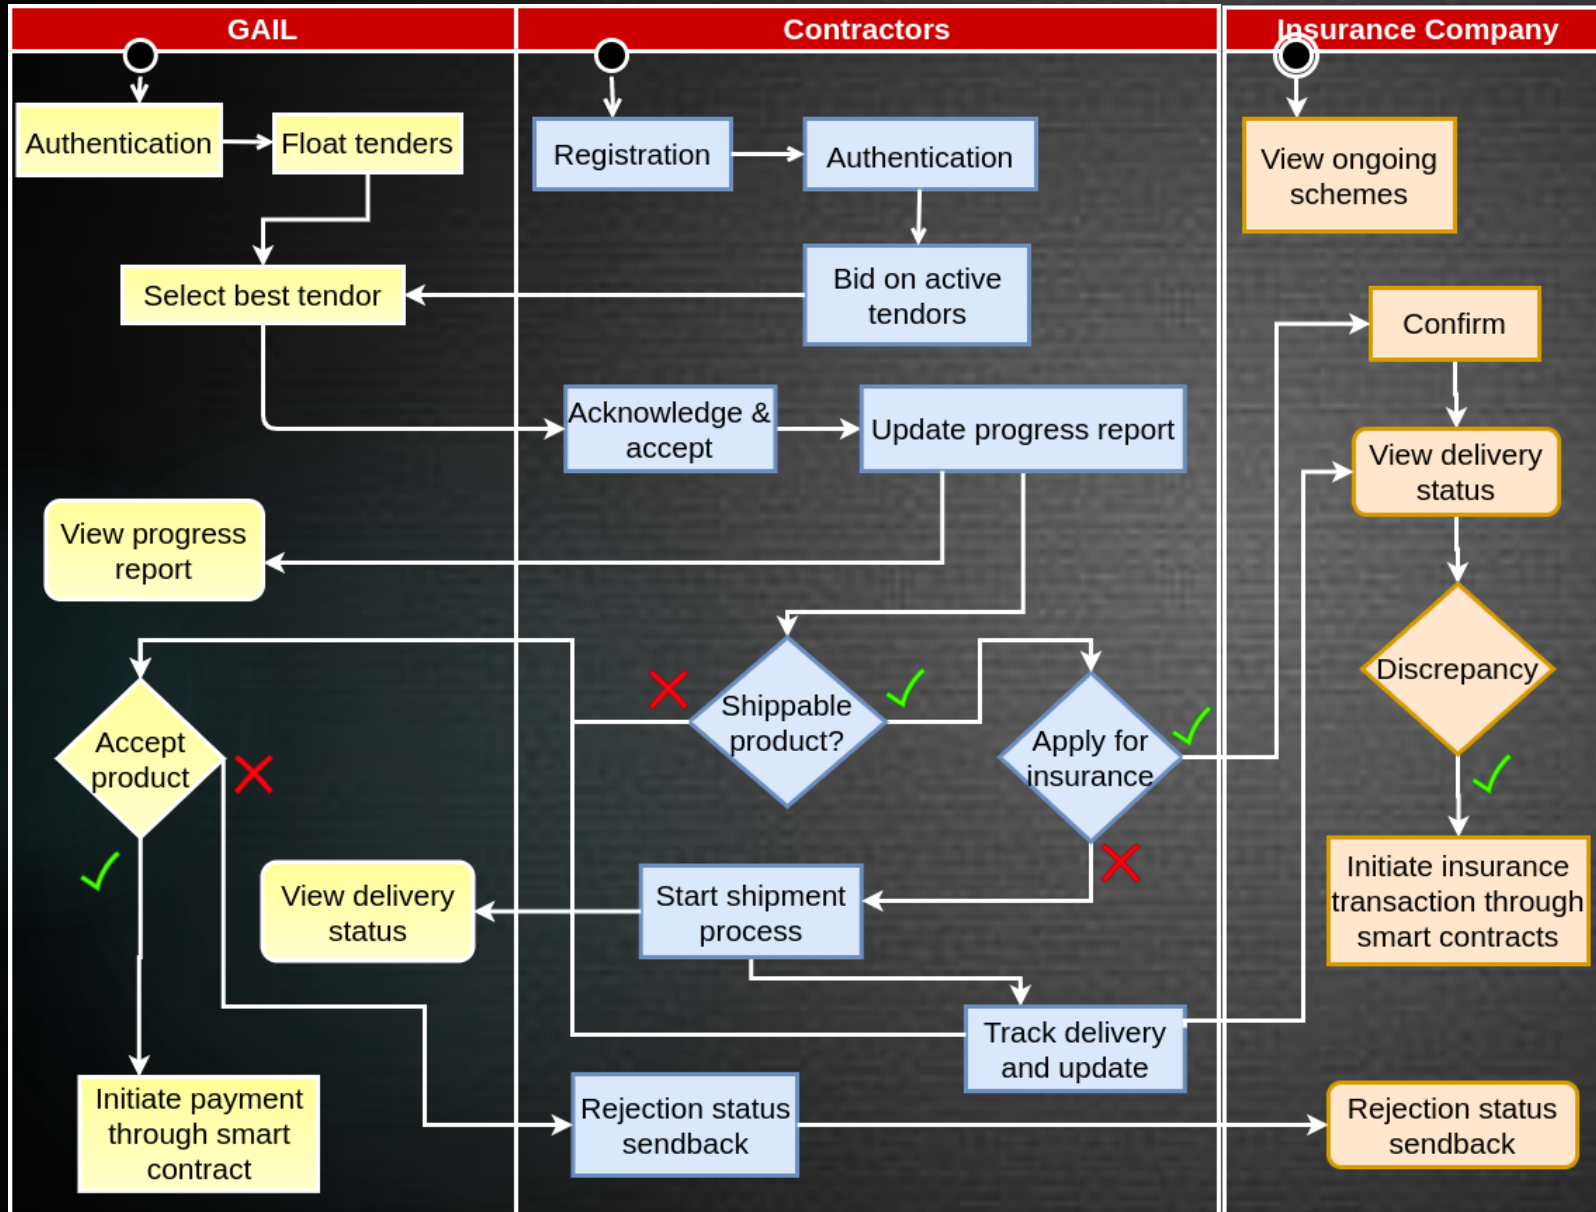 GAIL
Contractors
Insurance Company
Authentication
Float tenders
Select best tendor
View progress
report
Accept
product
View delivery
status
Initiate payment
through smart
contract
Registration
Authentication
Bid on active
tendors
Acknowledge &
accept
Update progress report
Shippable
product?
Apply for
insurance
Start shipment
process
Track delivery
and update
Rejection status
sendback
View ongoing
schemes
Confirm
View delivery
status
Discrepancy
Initiate insurance
transaction through
smart contracts
Rejection status
sendback